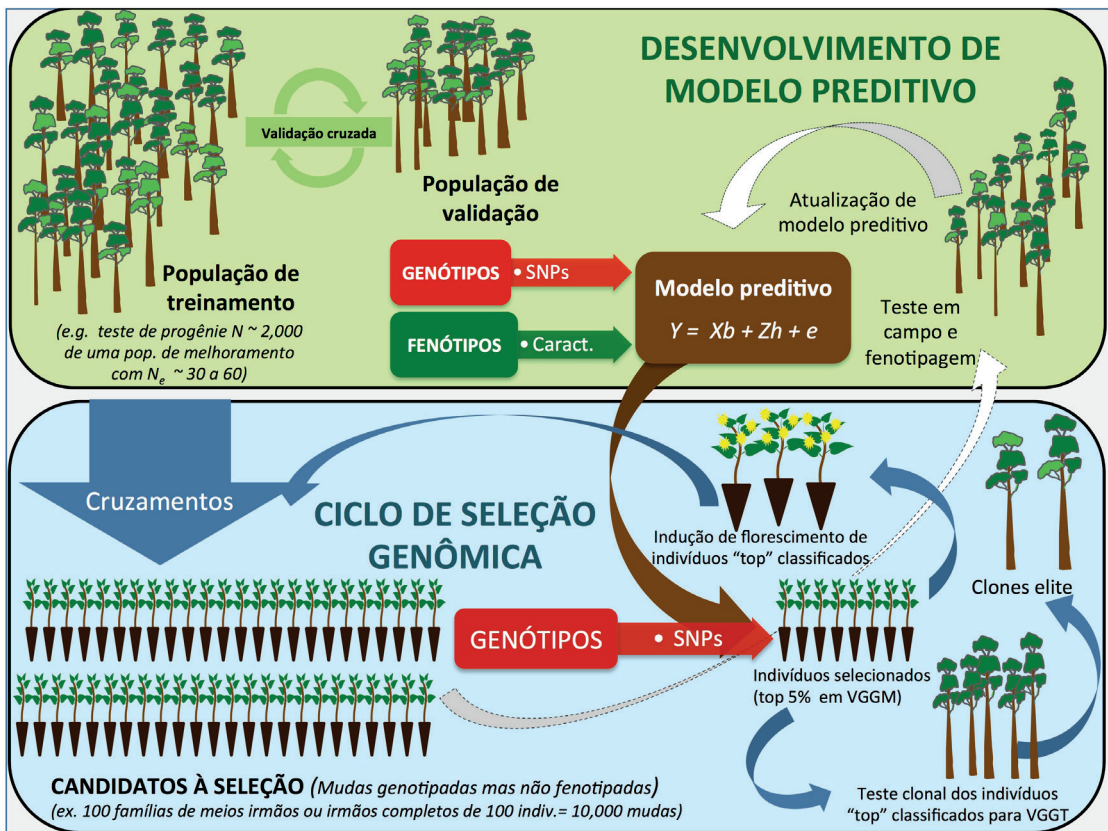 DESENVOLVIMENTO DE
MODELO PREDITIVO
Validação cruzada
População de
validação
Atualização de
modelo preditivo
População de
treinamento
(e.g. teste de progênie N ~ 2,000
de uma pop. de melhoramento
com Ne ~ 30 a 60)
GENÓTIPOS • SNPs
FENÓTIPOS • Caract.
Modelo preditivo
Y = Xb + Zh + e
Teste em
campo e
fenotipagem
Cruzamentos
CICLO DE SELEÇÃO
GENÔMICA
Indução de florescimento de
indivíduos “top” classificados
Clones elite
GENÓTIPOS • SNPs
Indivíduos selecionados
(top 5% em VGGM)
CANDIDATOS À SELEÇÃO (Mudas genotipadas mas não fenotipadas)
(ex. 100 famílias de meios irmãos ou irmãos completos de 100 indiv.= 10,000 mudas)
Teste clonal dos indivíduos
“top” classificados para VGGT